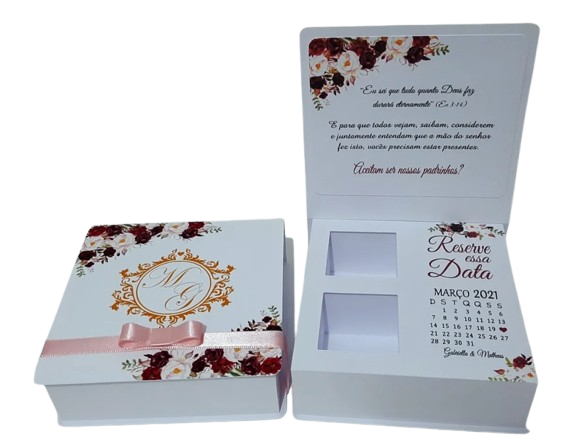 M
G
"Eu sei que tudo quanto Deus faz
durará eternamente" (Ec 3:14)
E para que todos vejam, saibam, considerem
e juntamente entendam que a mão do senhor
fez isto, vocês precisam estar presentes.
Aceitam ser nossos padrinhos?
Reserve
essa
Data
MARÇO 2021
D S T Q Q S S
1 2 3 4 5 6
7 8 9 10 11 12 13
14 15 16 17 18 19
21 22 23 24 25 26 27
28 29 30 31
Gabriella & Matheus